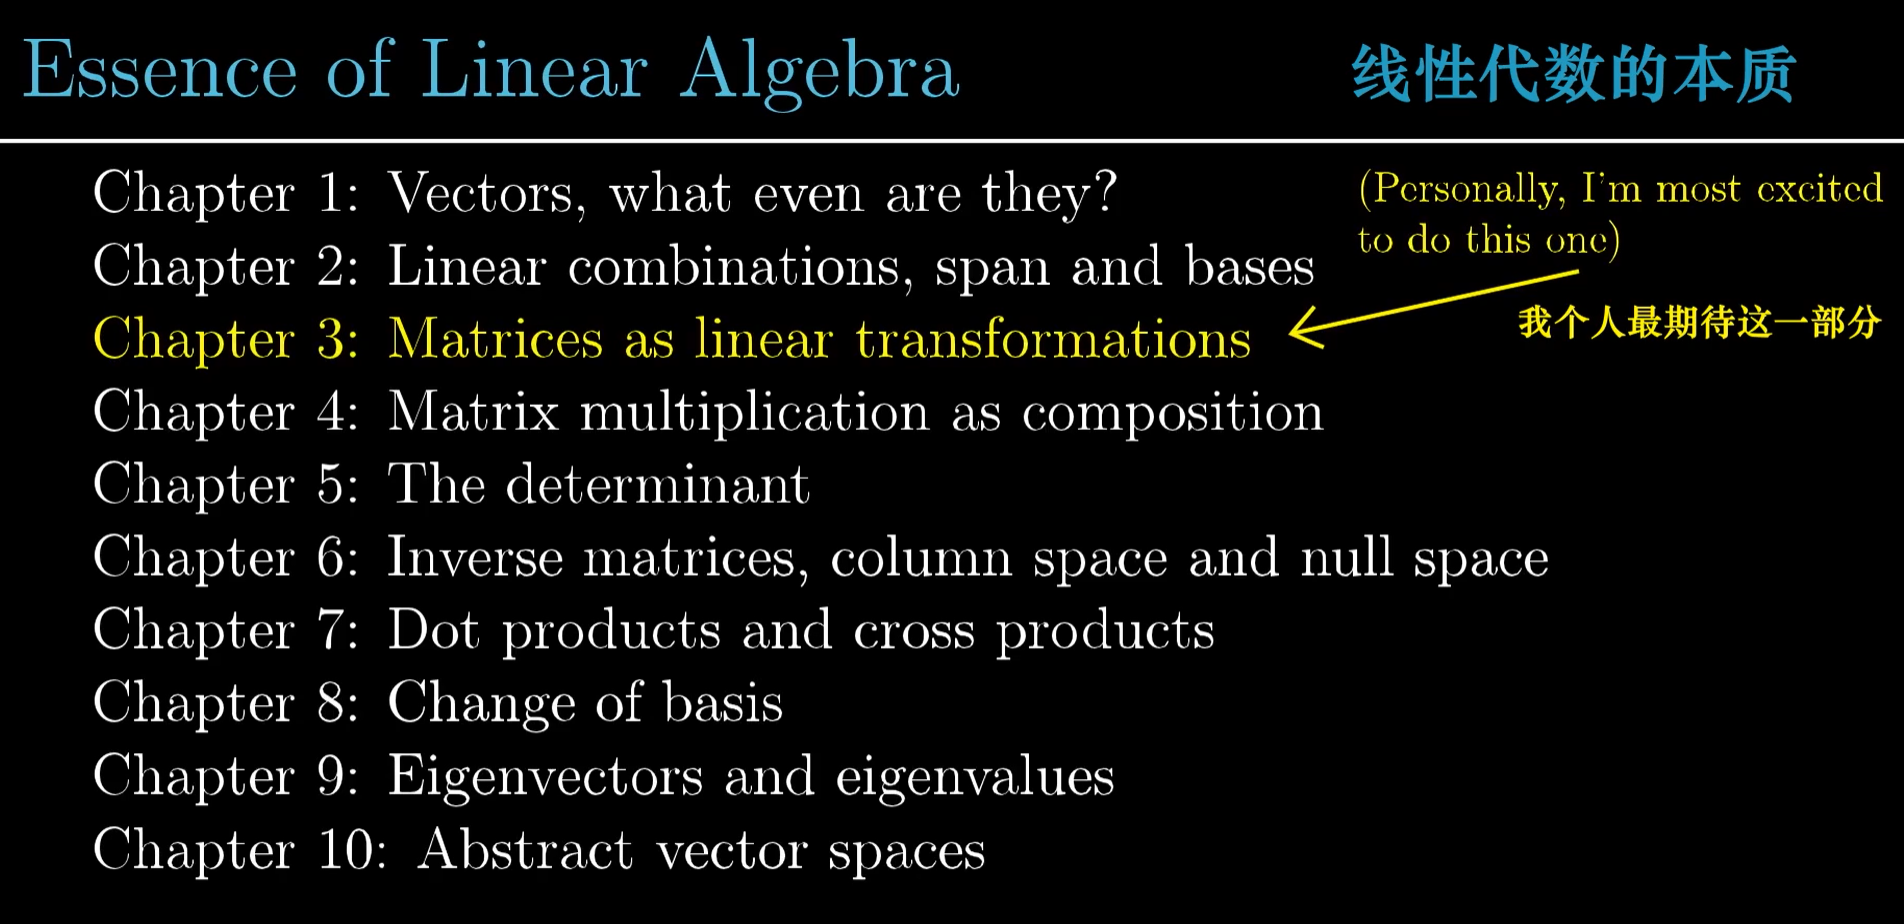 Essence of Linear Algebra
线性代数的本质
Chapter 1: Vectors, what even are they?
(Personally, I'm most excited
to do this one)
Chapter 2: Linear combinations, span and bases
我个人最期待这一部分
Chapter 3: Matrices as linear transformations
Chapter 4: Matrix multiplication as composition
Chapter 5: The determinant
Chapter 6: Inverse matrices, column space and null space
Chapter 7: Dot products and cross products
Chapter 8: Change of basis
Chapter 9: Eigenvectors and eigenvalues
Chapter 10: Abstract vector spaces